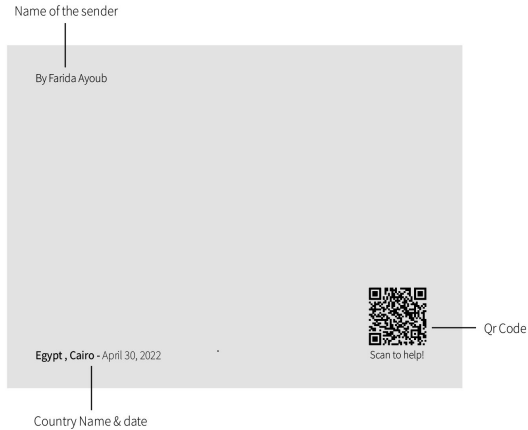 Name of the sender
By Farida Ayoub
Qr Code
Scan to help!
Egypt , Cairo - April 30, 2022
Country Name & date